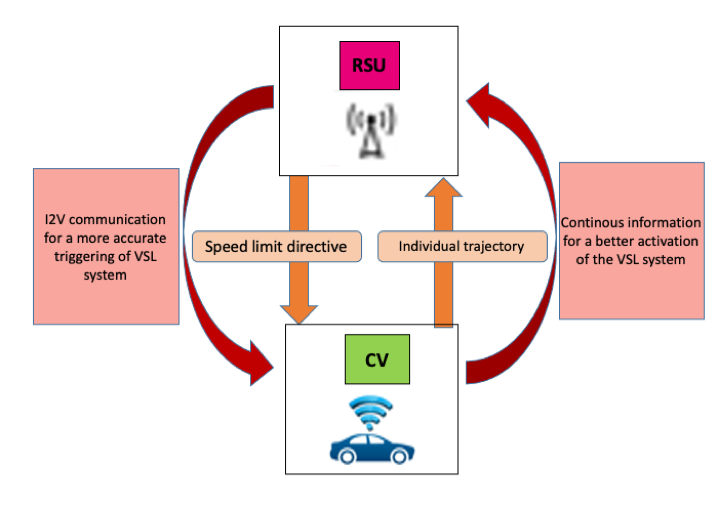 RSU
I2V communication
for a more accurate
triggering of VSL
system
Speed limit directive
Individual trajectory
Continous information
for a better activation
of the VSL system
CV